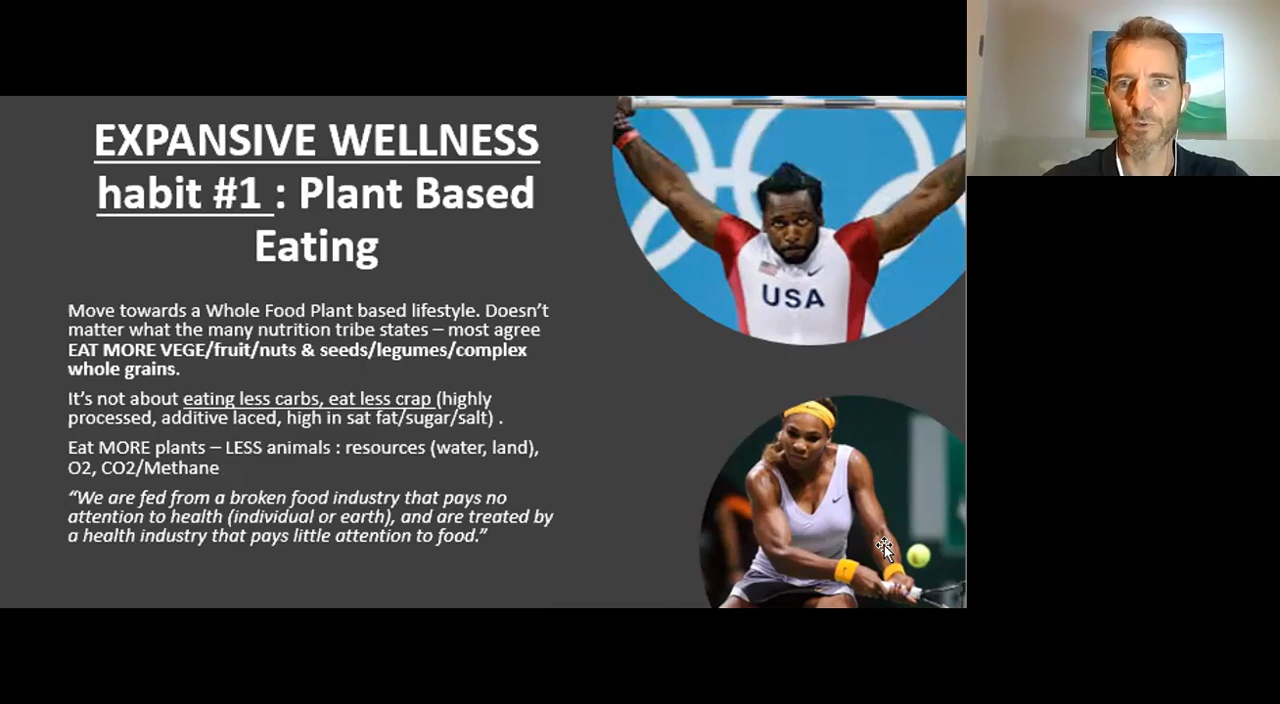 EXPANSIVE WELLNESS
habit #1 : Plant Based
Eating
Move towards a Whole Food Plant based lifestyle. Doesn't
matter what the many nutrition tribe states – most agree
EAT MORE VEGE/fruit/nuts & seeds/legumes/complex
whole grains.
It's not about eating less carbs, eat less crap (highly
processed, additive laced, high in sat fat/sugar/salt) .
Eat MORE plants – LESS animals : resources (water, land),
O2, CO2/Methane
“We are fed from a broken food industry that pays no
attention to health (individual or earth), and are treated by
a health industry that pays little attention to food.”
USA